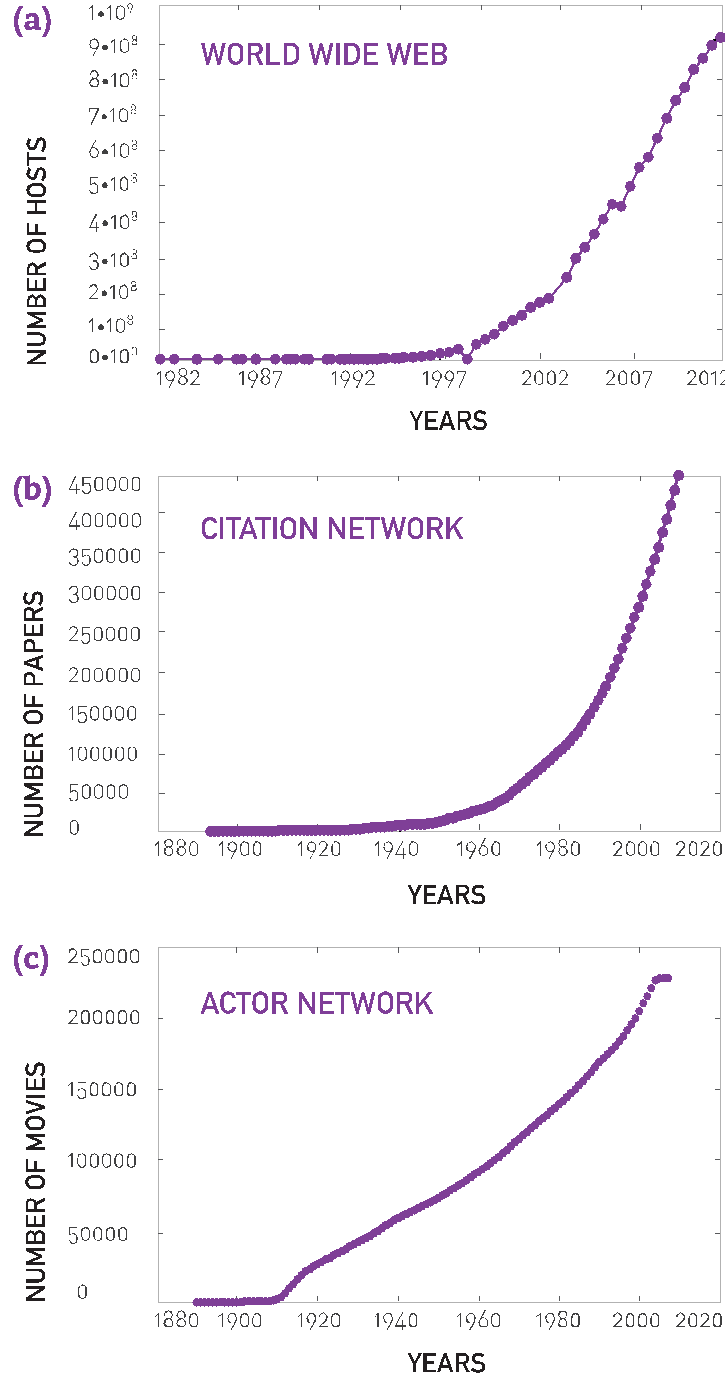 (a)
WORLD WIDE WEB
1•10⁹
9•10⁸
8•10⁸
7•10⁸
6•10⁸
5•10⁸
4•10⁸
3•10⁸
2•10⁸
1•10⁸
0•10⁰
NUMBER OF HOSTS
1982 1987 1992 1997 2002 2007 2012
YEARS
(b)
CITATION NETWORK
450000
400000
350000
300000
250000
200000
150000
100000
50000
0
NUMBER OF PAPERS
1880 1900 1920 1940 1960 1980 2000 2020
YEARS
(c)
ACTOR NETWORK
250000
200000
150000
100000
50000
0
NUMBER OF MOVIES
1880 1900 1920 1940 1960 1980 2000 2020
YEARS